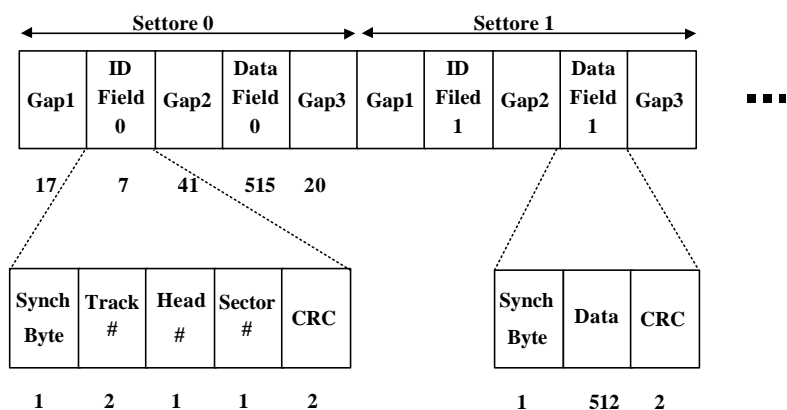 Settore 0 Settore 1
Gap1 ID Field 0 Gap2 Data Field 0 Gap3 Gap1 ID Filed 1 Gap2 Data Field 1 Gap3
17 7 41 515 20
Synch Byte Track # Head # Sector # CRC
1 2 1 1 2
Synch Byte Data CRC
1 512 2